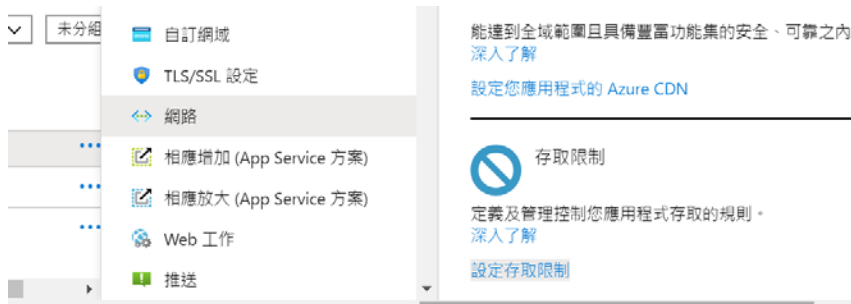 未分組
自訂網域
TLS/SSL 設定
網路
相應增加 (App Service 方案)
相應放大 (App Service 方案)
Web 工作
推送
能達到全域範圍且具備豐富功能集的安全、可靠之內
深入了解
設定您應用程式的 Azure CDN
存取限制
定義及管理控制您應用程式存取的規則。
深入了解
設定存取限制